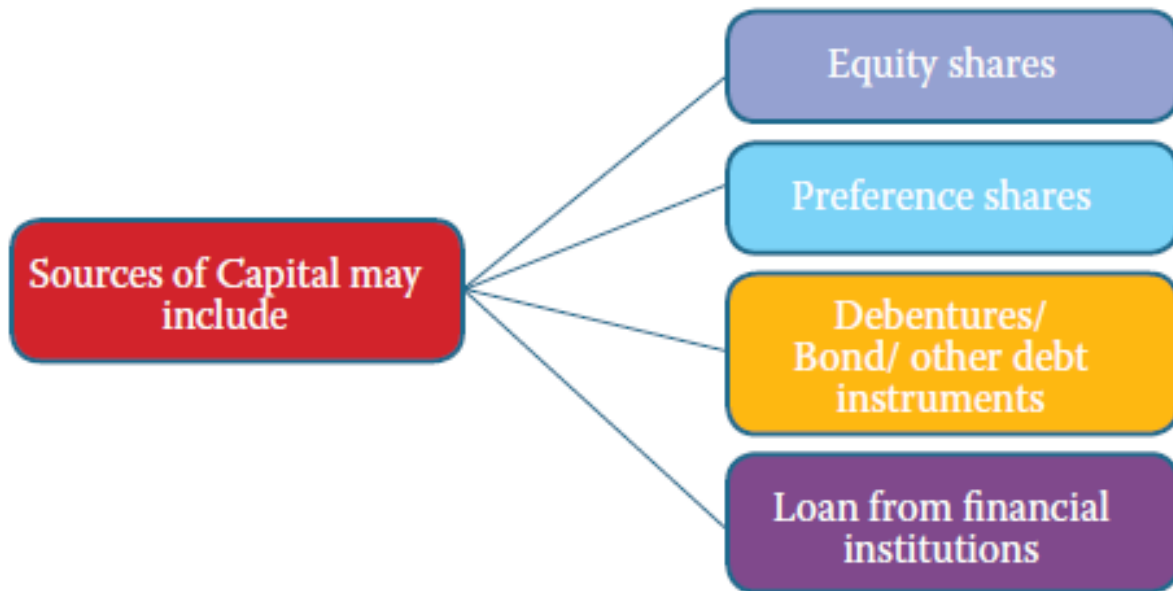 Sources of Capital may
include
Equity shares
Preference shares
Debentures/
Bond/ other debt
instruments
Loan from financial
institutions